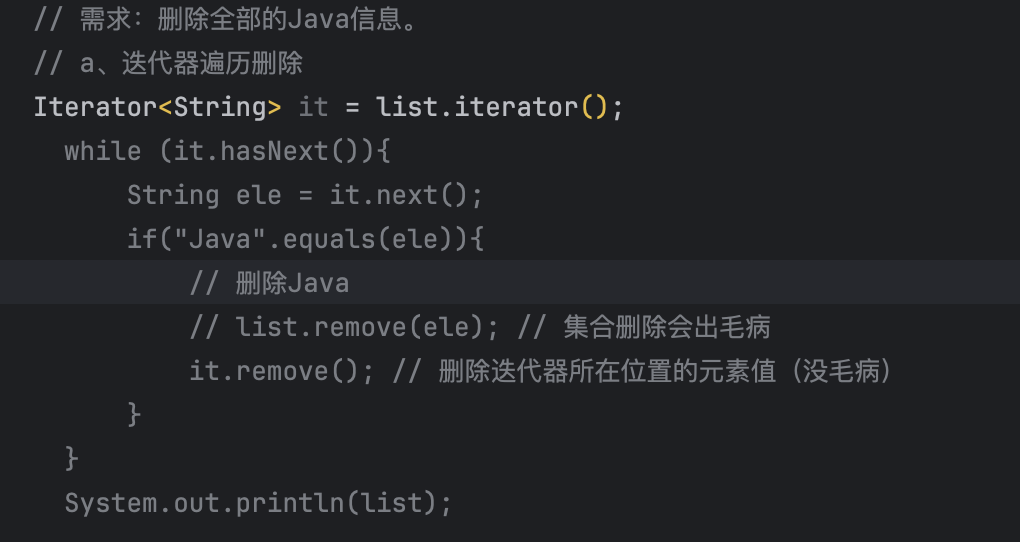 // 需求：删除全部的Java信息。
// a、迭代器遍历删除
Iterator<String> it = list.iterator();
while (it.hasNext()){
String ele = it.next();
if("Java".equals(ele)){
// 删除Java
// list.remove(ele); // 集合删除会出毛病
it.remove(); // 删除迭代器所在位置的元素值（没毛病）
}
}
System.out.println(list);